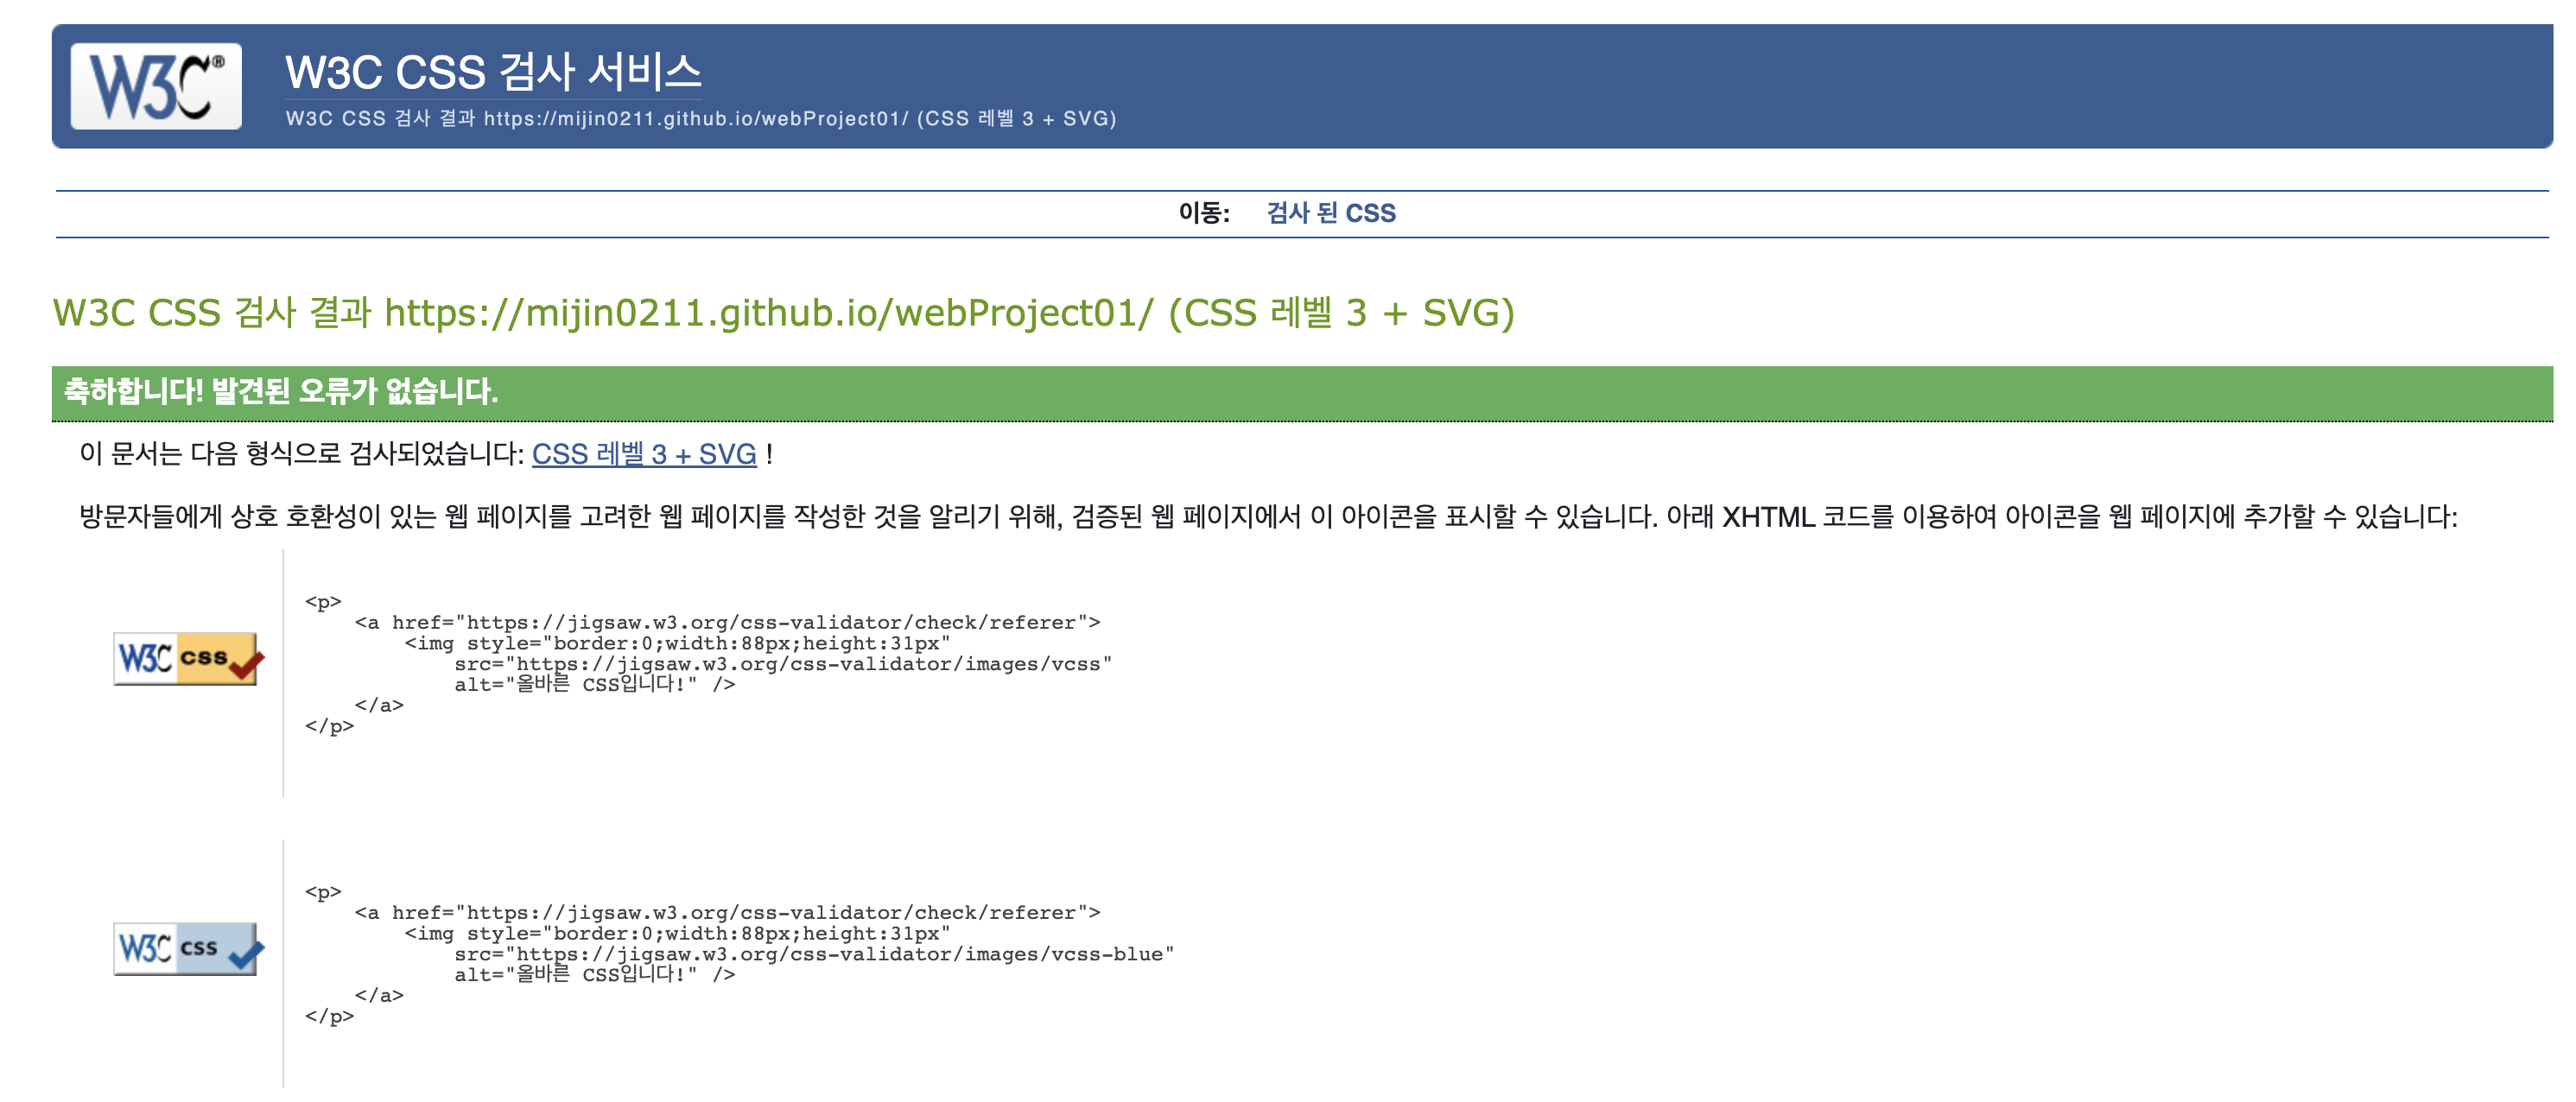 W3C®
W3C CSS 검사 서비스
W3C CSS 검사 결과 https://mijin0211.github.io/webProject01/ (CSS 레벨 3 + SVG)
이동: 검사 된 CSS
W3C CSS 검사 결과 https://mijin0211.github.io/webProject01/ (CSS 레벨 3 + SVG)
축하합니다! 발견된 오류가 없습니다.
이 문서는 다음 형식으로 검사되었습니다: CSS 레벨 3 + SVG !
방문자들에게 상호 호환성이 있는 웹 페이지를 고려한 웹 페이지를 작성한 것을 알리기 위해, 검증된 웹 페이지에서 이 아이콘을 표시할 수 있습니다. 아래 XHTML 코드를 이용하여 아이콘을 웹 페이지에 추가할 수 있습니다:
W3C css
<p>
<a href="https://jigsaw.w3.org/css-validator/check/referer">
<img style="border:0;width:88px;height:31px"
src="https://jigsaw.w3.org/css-validator/images/vcss"
alt="올바른 CSS입니다!" />
</a>
</p>
W3C css
<p>
<a href="https://jigsaw.w3.org/css-validator/check/referer">
<img style="border:0;width:88px;height:31px"
src="https://jigsaw.w3.org/css-validator/images/vcss-blue"
alt="올바른 CSS입니다!" />
</a>
</p>